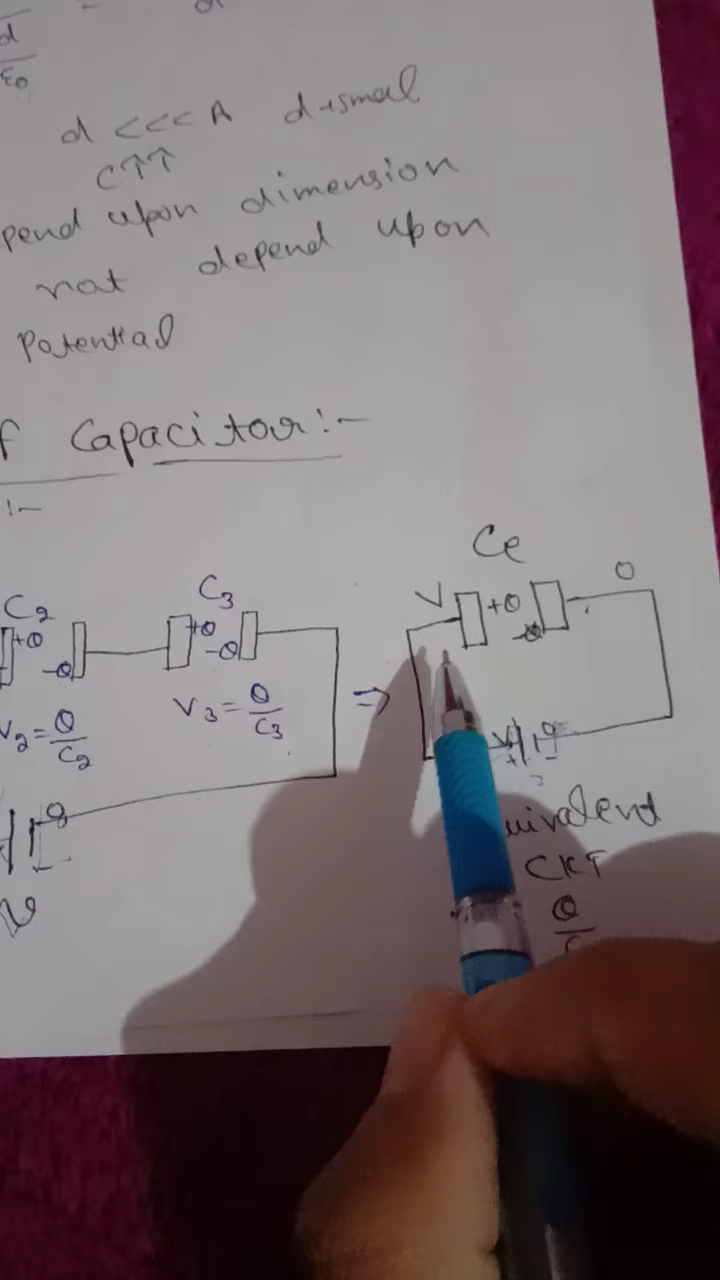 d
ε₀
d <<< A d→small
C↑↑
pend upon dimension
not depend upon
Potential
f Capacitor:-
:-
C₂
+Q
-Q
V₂ = Q/C₂
C₃
+Q
-Q
V₃ = Q/C₃
⇒
Ce
V
+Q
0
uivalend
CKT
Q